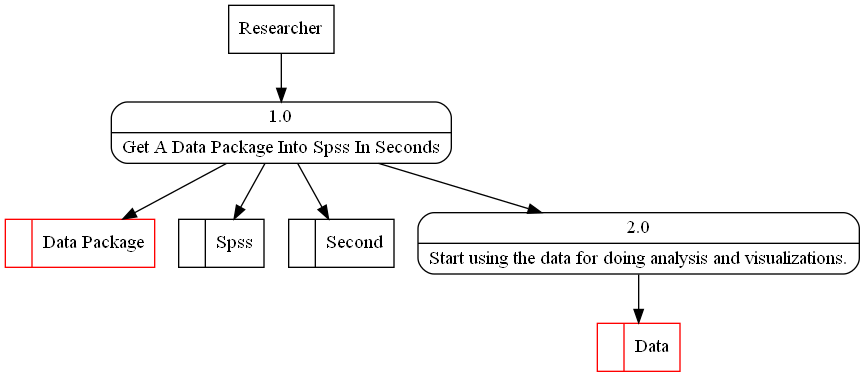 Researcher
1.0
Get A Data Package Into Spss In Seconds
Data Package
Spss
Second
2.0
Start using the data for doing analysis and visualizations.
Data